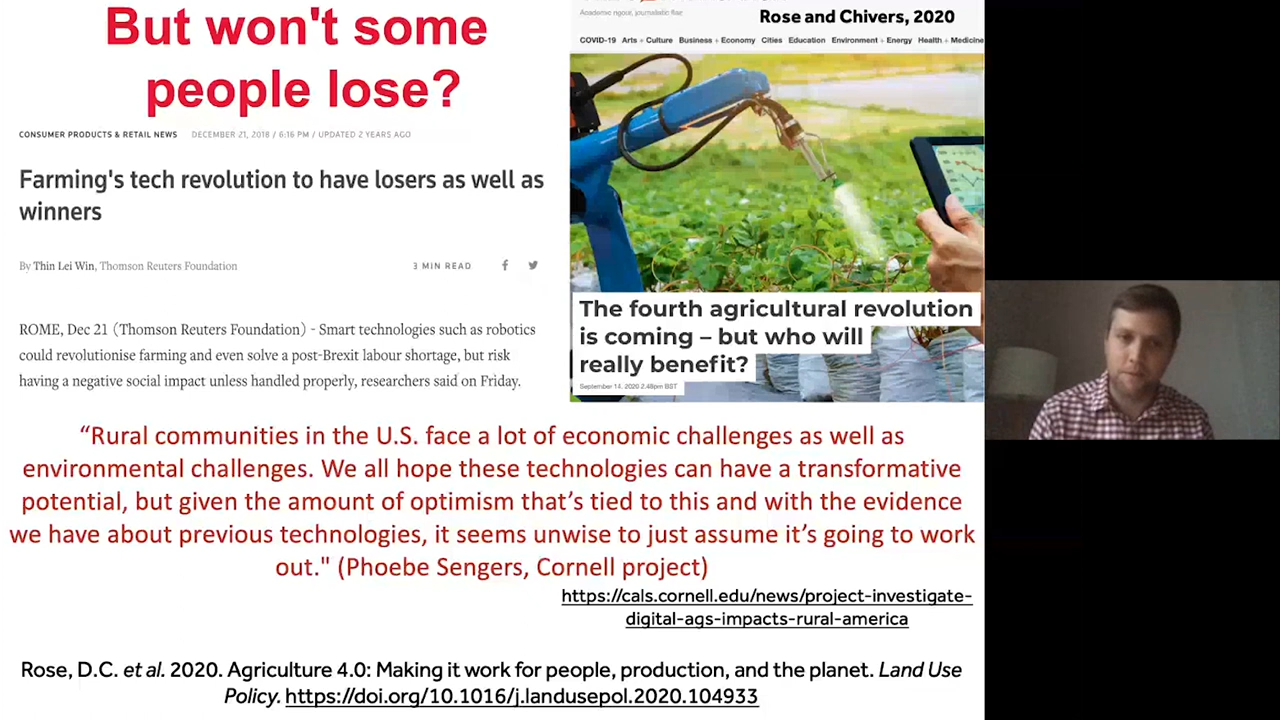 But won't some
people lose?
CONSUMER PRODUCTS & RETAIL NEWS DECEMBER 21, 2018 / 6:16 PM / UPDATED 2 YEARS AGO
Farming's tech revolution to have losers as well as
winners
By Thin Lei Win, Thomson Reuters Foundation 3 MIN READ
ROME, Dec 21 (Thomson Reuters Foundation) - Smart technologies such as robotics
could revolutionise farming and even solve a post-Brexit labour shortage, but risk
having a negative social impact unless handled properly, researchers said on Friday.
Academic rigour, journalistic flair
Rose and Chivers, 2020
COVID-19 Arts + Culture Business + Economy Cities Education Environment + Energy Health + Medicine
The fourth agricultural revolution
is coming – but who will
really benefit?
September 14, 2020 2.48pm BST
“Rural communities in the U.S. face a lot of economic challenges as well as
environmental challenges. We all hope these technologies can have a transformative
potential, but given the amount of optimism that’s tied to this and with the evidence
we have about previous technologies, it seems unwise to just assume it’s going to work
out." (Phoebe Sengers, Cornell project)
https://cals.cornell.edu/news/project-investigate-
digital-ags-impacts-rural-america
Rose, D.C. et al. 2020. Agriculture 4.0: Making it work for people, production, and the planet. Land Use
Policy. https://doi.org/10.1016/j.landusepol.2020.104933